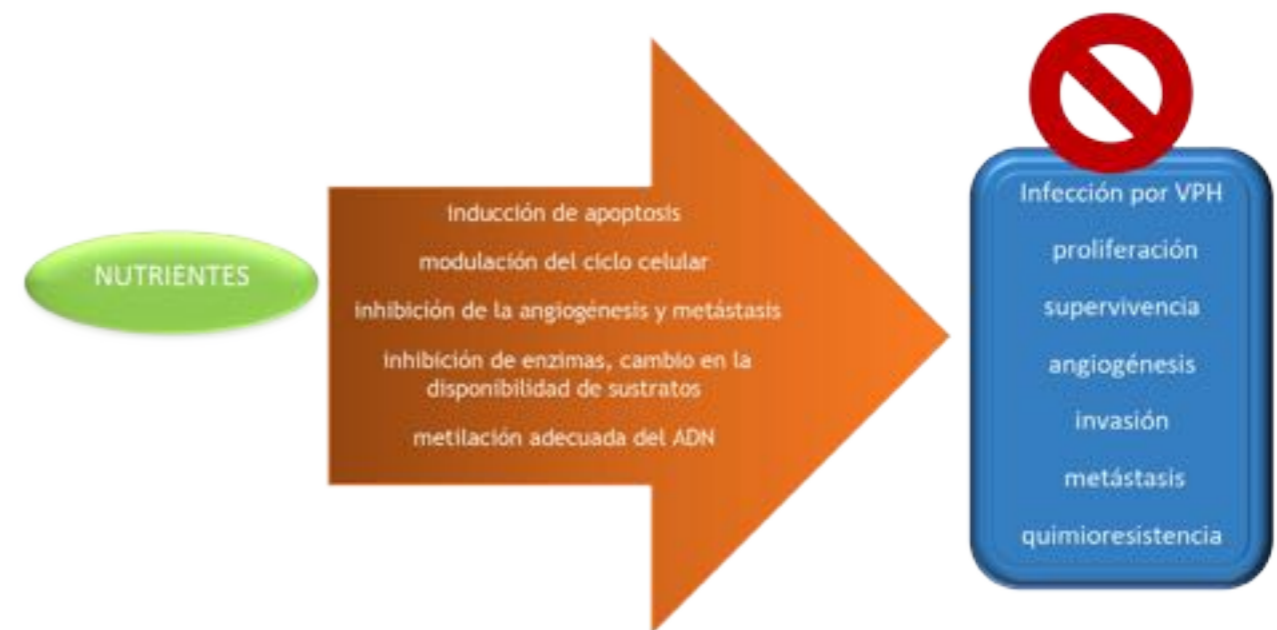 NUTRIENTES
inducción de apoptosis
modulación del ciclo celular
inhibición de la angiogénesis y metástasis
inhibición de enzimas, cambio en la
disponibilidad de sustratos
metilación adecuada del ADN
Infección por VPH
proliferación
supervivencia
angiogénesis
invasión
metástasis
quimioresistencia